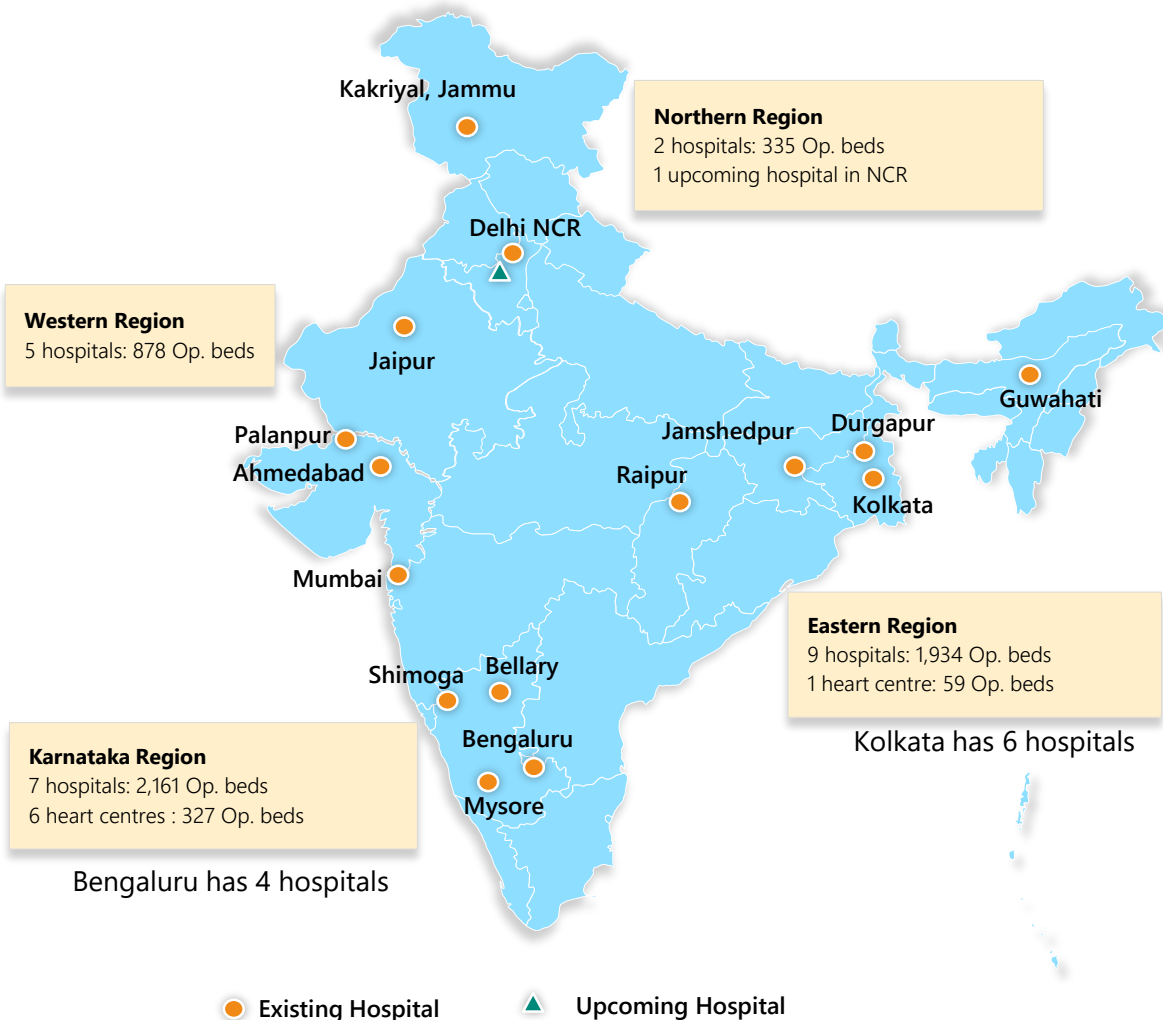 Kakriyal, Jammu
Northern Region
2 hospitals: 335 Op. beds
1 upcoming hospital in NCR
Delhi NCR
Western Region
5 hospitals: 878 Op. beds
Jaipur
Guwahati
Palanpur
Ahmedabad
Jamshedpur
Durgapur
Raipur
Kolkata
Mumbai
Eastern Region
9 hospitals: 1,934 Op. beds
1 heart centre: 59 Op. beds
Kolkata has 6 hospitals
Shimoga
Bellary
Bengaluru
Mysore
Karnataka Region
7 hospitals: 2,161 Op. beds
6 heart centres : 327 Op. beds
Bengaluru has 4 hospitals
Existing Hospital
Upcoming Hospital